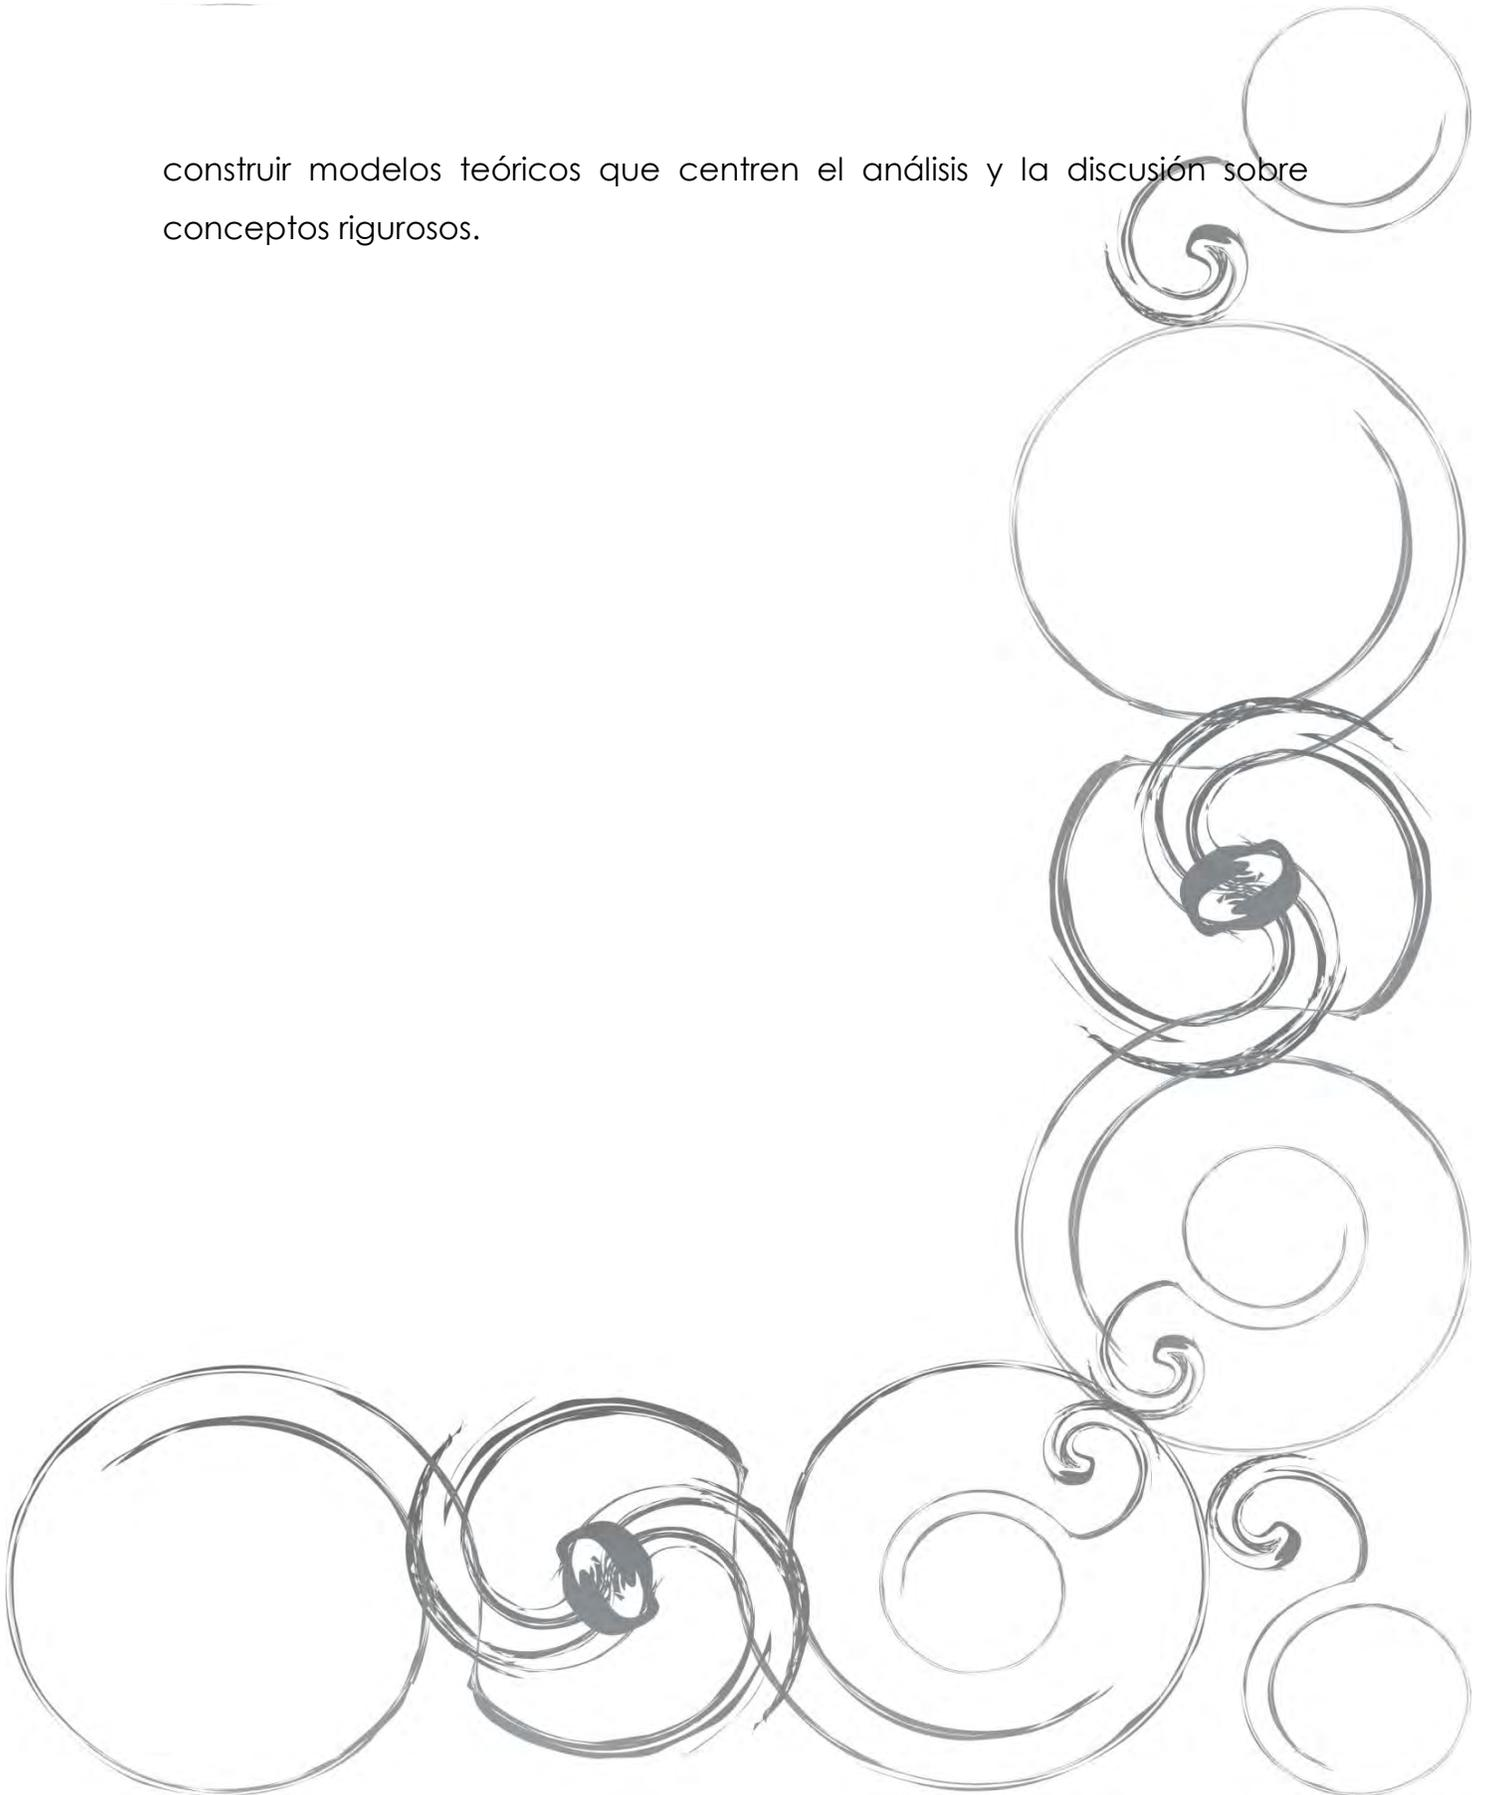 construir modelos teóricos que centren el análisis y la discusión sobre
conceptos rigurosos.